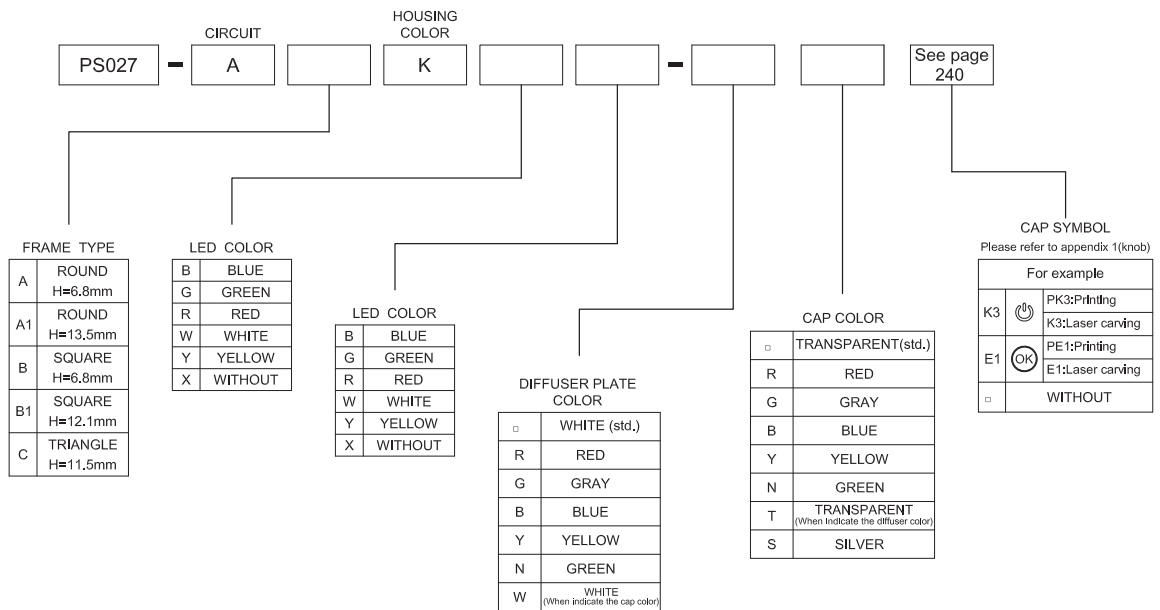 CIRCUIT
HOUSING
COLOR
PS027 - A K - See page
240
FRAME TYPE
A ROUND
H=6.8mm
A1 ROUND
H=13.5mm
B SQUARE
H=6.8mm
B1 SQUARE
H=12.1mm
C TRIANGLE
H=11.5mm
LED COLOR
B BLUE
G GREEN
R RED
W WHITE
Y YELLOW
X WITHOUT
LED COLOR
B BLUE
G GREEN
R RED
W WHITE
Y YELLOW
X WITHOUT
DIFFUSER PLATE
COLOR
□ WHITE (std.)
R RED
G GRAY
B BLUE
Y YELLOW
N GREEN
W WHITE
(When indicate the cap color)
CAP COLOR
□ TRANSPARENT(std.)
R RED
G GRAY
B BLUE
Y YELLOW
N GREEN
T TRANSPARENT
(When indicate the diffuser color)
S SILVER
CAP SYMBOL
Please refer to appendix 1(knob)
For example
K3 PK3:Printing
K3:Laser carving
E1 OK PE1:Printing
E1:Laser carving
□ WITHOUT